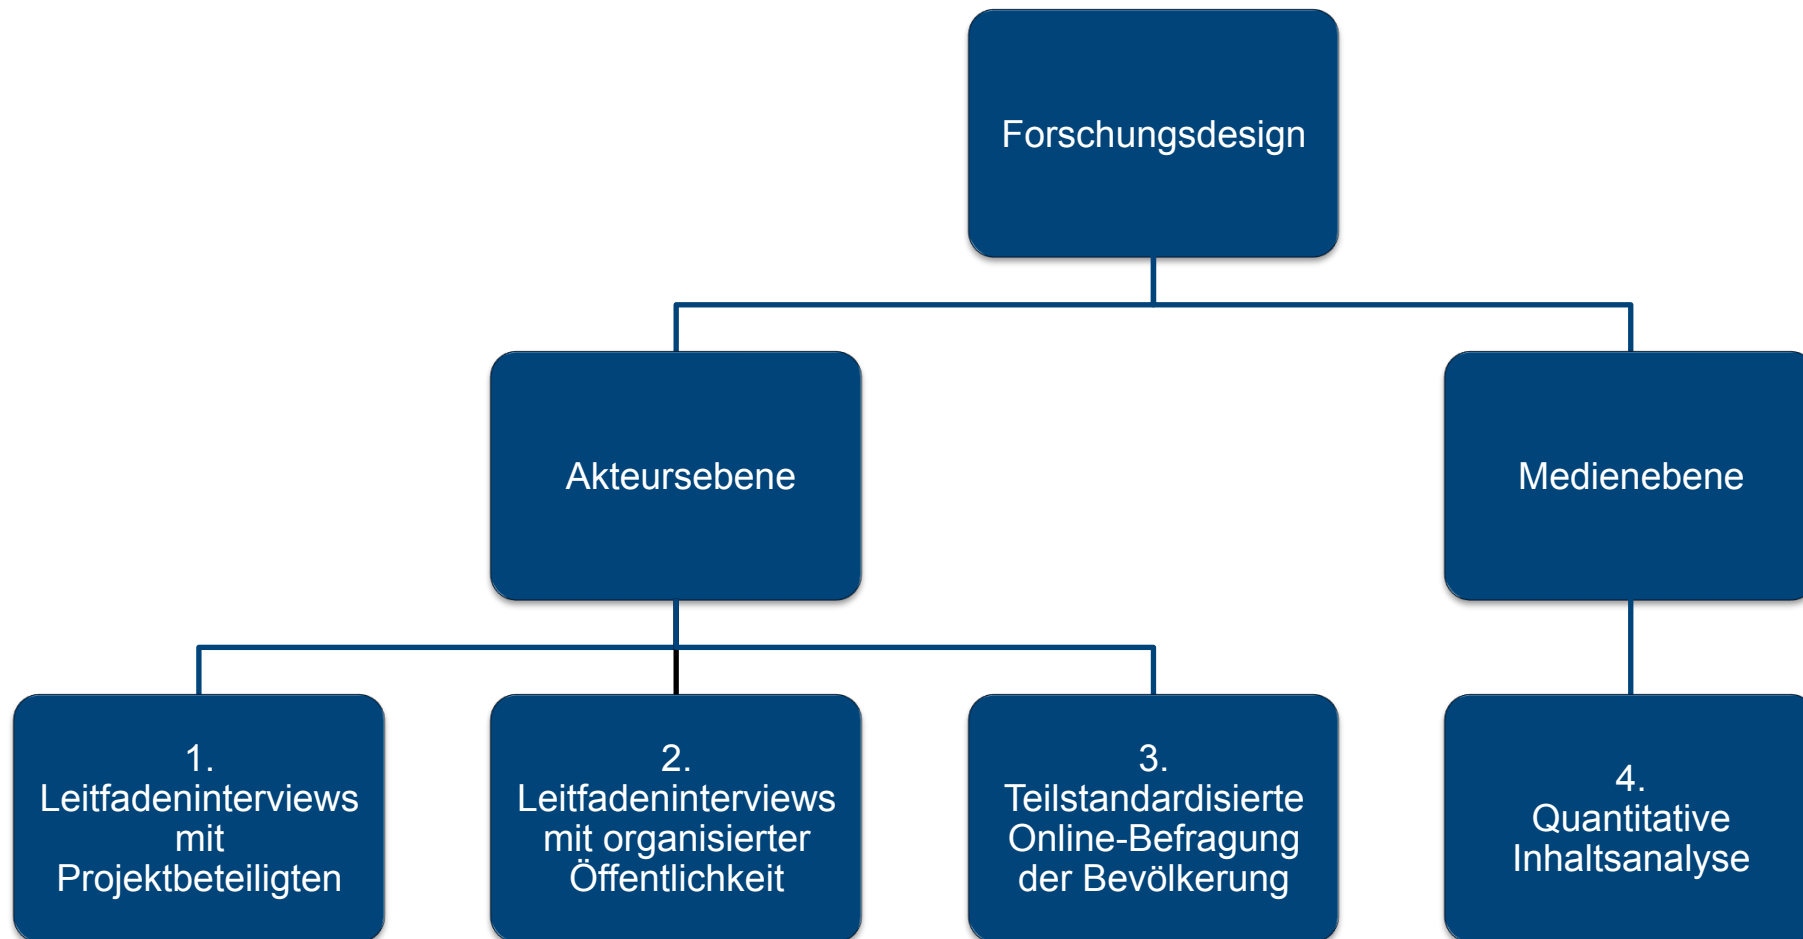 Forschungsdesign
Akteursebene
Medienebene
1.
Leitfadeninterviews
mit
Projektbeteiligten
2.
Leitfadeninterviews
mit organisierter
Öffentlichkeit
3.
Teilstandardisierte
Online-Befragung
der Bevölkerung
4.
Quantitative
Inhaltsanalyse